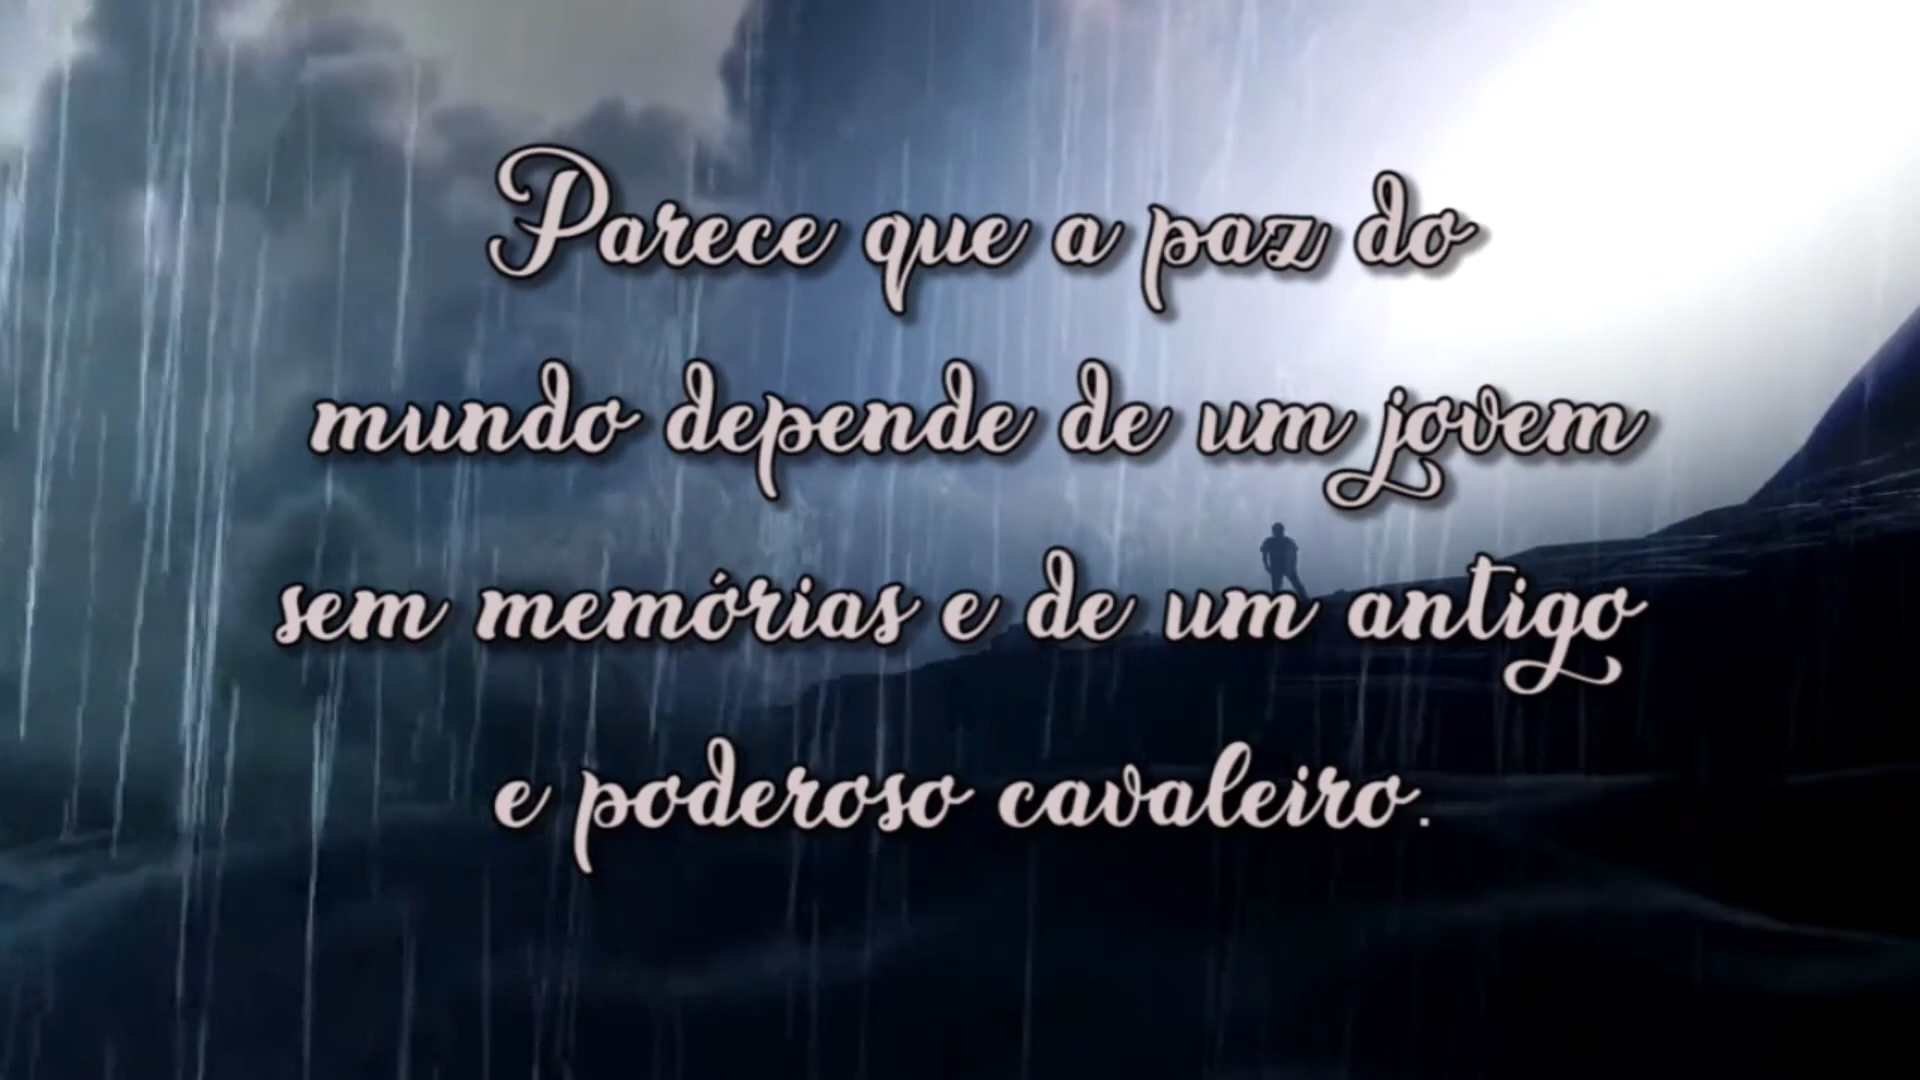 Parece que a paz do
mundo depende de um jovem
sem memórias e de um antigo
e poderoso cavaleiro.